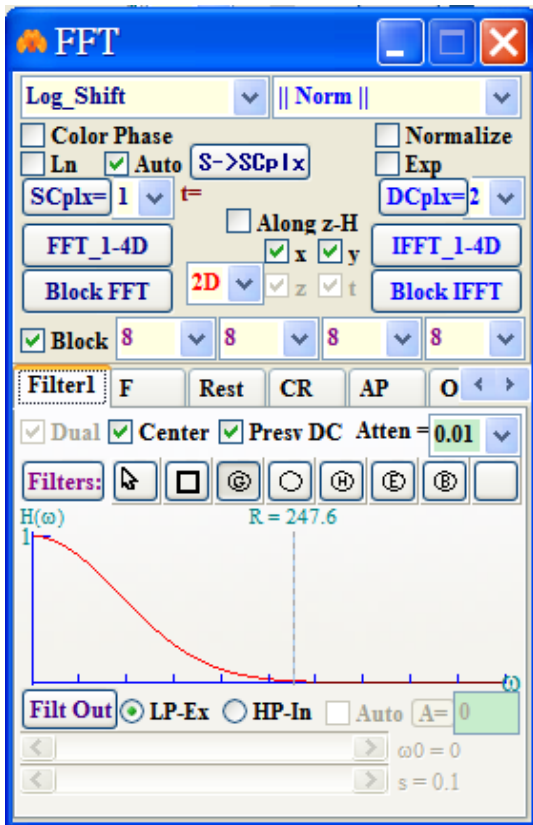 FFT
Log_Shift || Norm ||
Color Phase Normalize
Ln Auto S->SCplx Exp
SCplx= 1 t= DCplx= 2
Along z-H
FFT_1-4D x y IFFT_1-4D
Block FFT 2D z t Block IFFT
Block 8 8 8 8
Filter1 F Rest CR AP O
Dual Center Presv DC Atten = 0.01
Filters: G H E B
H(ω) R = 247.6
1
ω
Filt Out LP-Ex HP-In Auto A= 0
ω0 = 0
s = 0.1